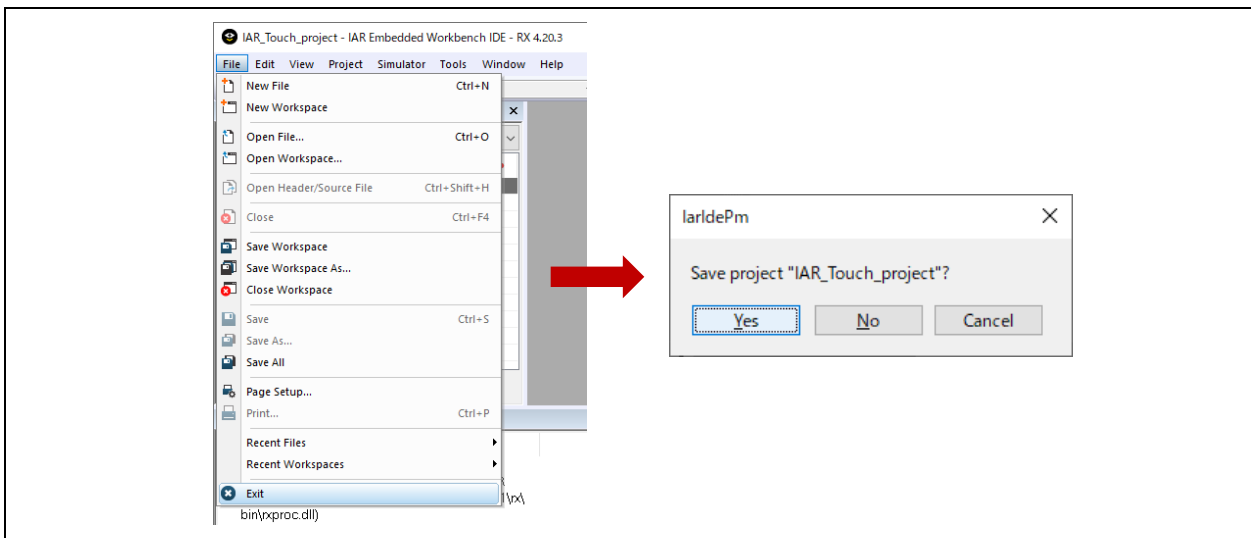 IAR_Touch_project - IAR Embedded Workbench IDE - RX 4.20.3
File Edit View Project Simulator Tools Window Help
New File Ctrl+N
New Workspace
Open File... Ctrl+O
Open Workspace...
Open Header/Source File Ctrl+Shift+H
Close Ctrl+F4
Save Workspace
Save Workspace As...
Close Workspace
Save Ctrl+S
Save As...
Save All
Page Setup...
Print... Ctrl+P
Recent Files
Recent Workspaces
Exit
1\rx\
bin\rxproc.dll)
IarIdePm
Save project "IAR_Touch_project"?
Yes No Cancel